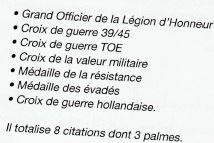 • Grand Officier de la Légion d'Honneur
• Croix de guerre 39/45
• Croix de guerre TOE
• Croix de la valeur militaire
• Médaille de la résistance
• Médaille des évadés
• Croix de guerre hollandaise.
Il totalise 8 citations dont 3 palmes.